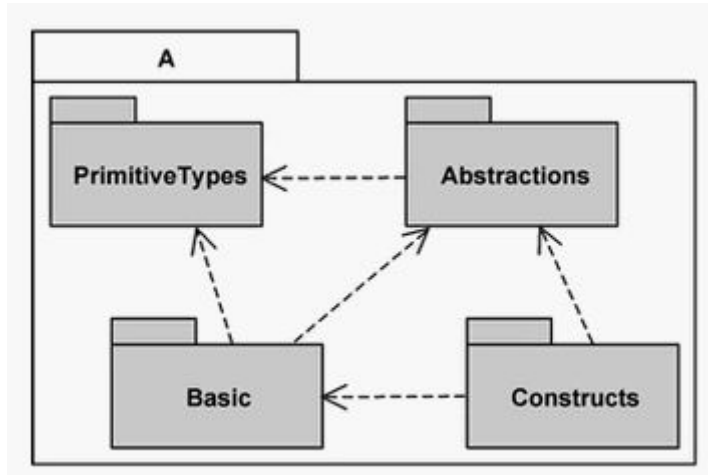 A
PrimitiveTypes
Abstractions
Basic
Constructs